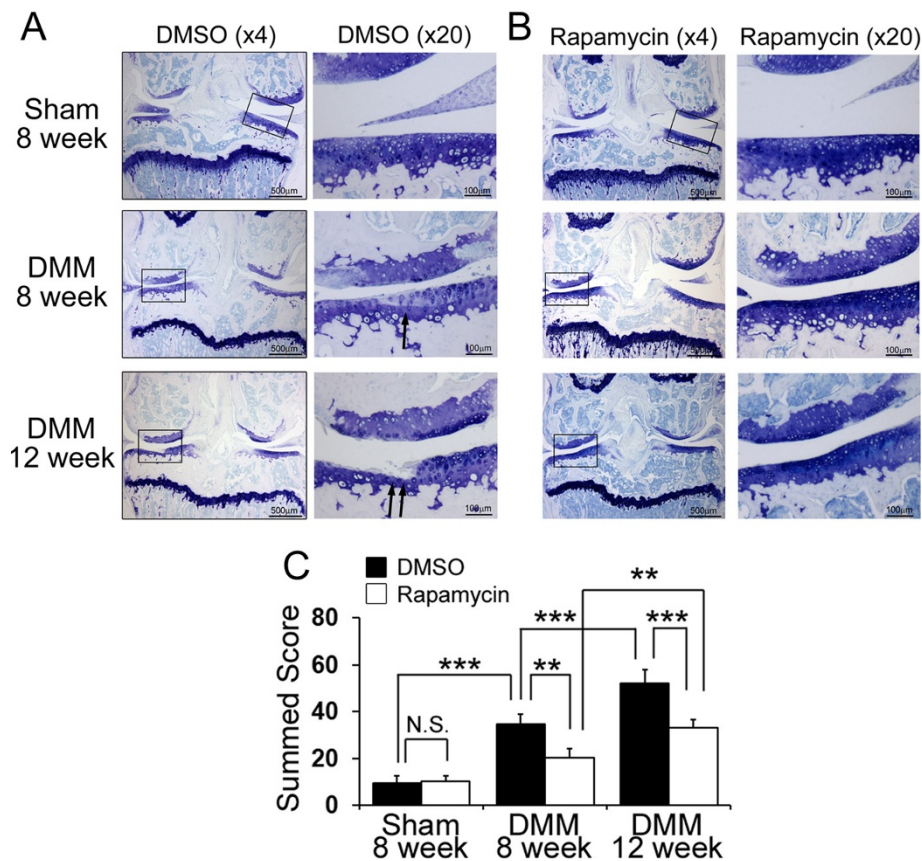 A
DMSO (x4)
DMSO (x20)
B
Rapamycin (x4)
Rapamycin (x20)
Sham
8 week
500μm
100μm
500μm
100μm
DMM
8 week
500μm
100μm
100μm
DMM
12 week
500μm
100μm
500μm
100μm
C
DMSO
Rapamycin
Summed Score
80
60
40
20
0
N.S.
***
**
***
***
**
Sham
8 week
DMM
8 week
DMM
12 week